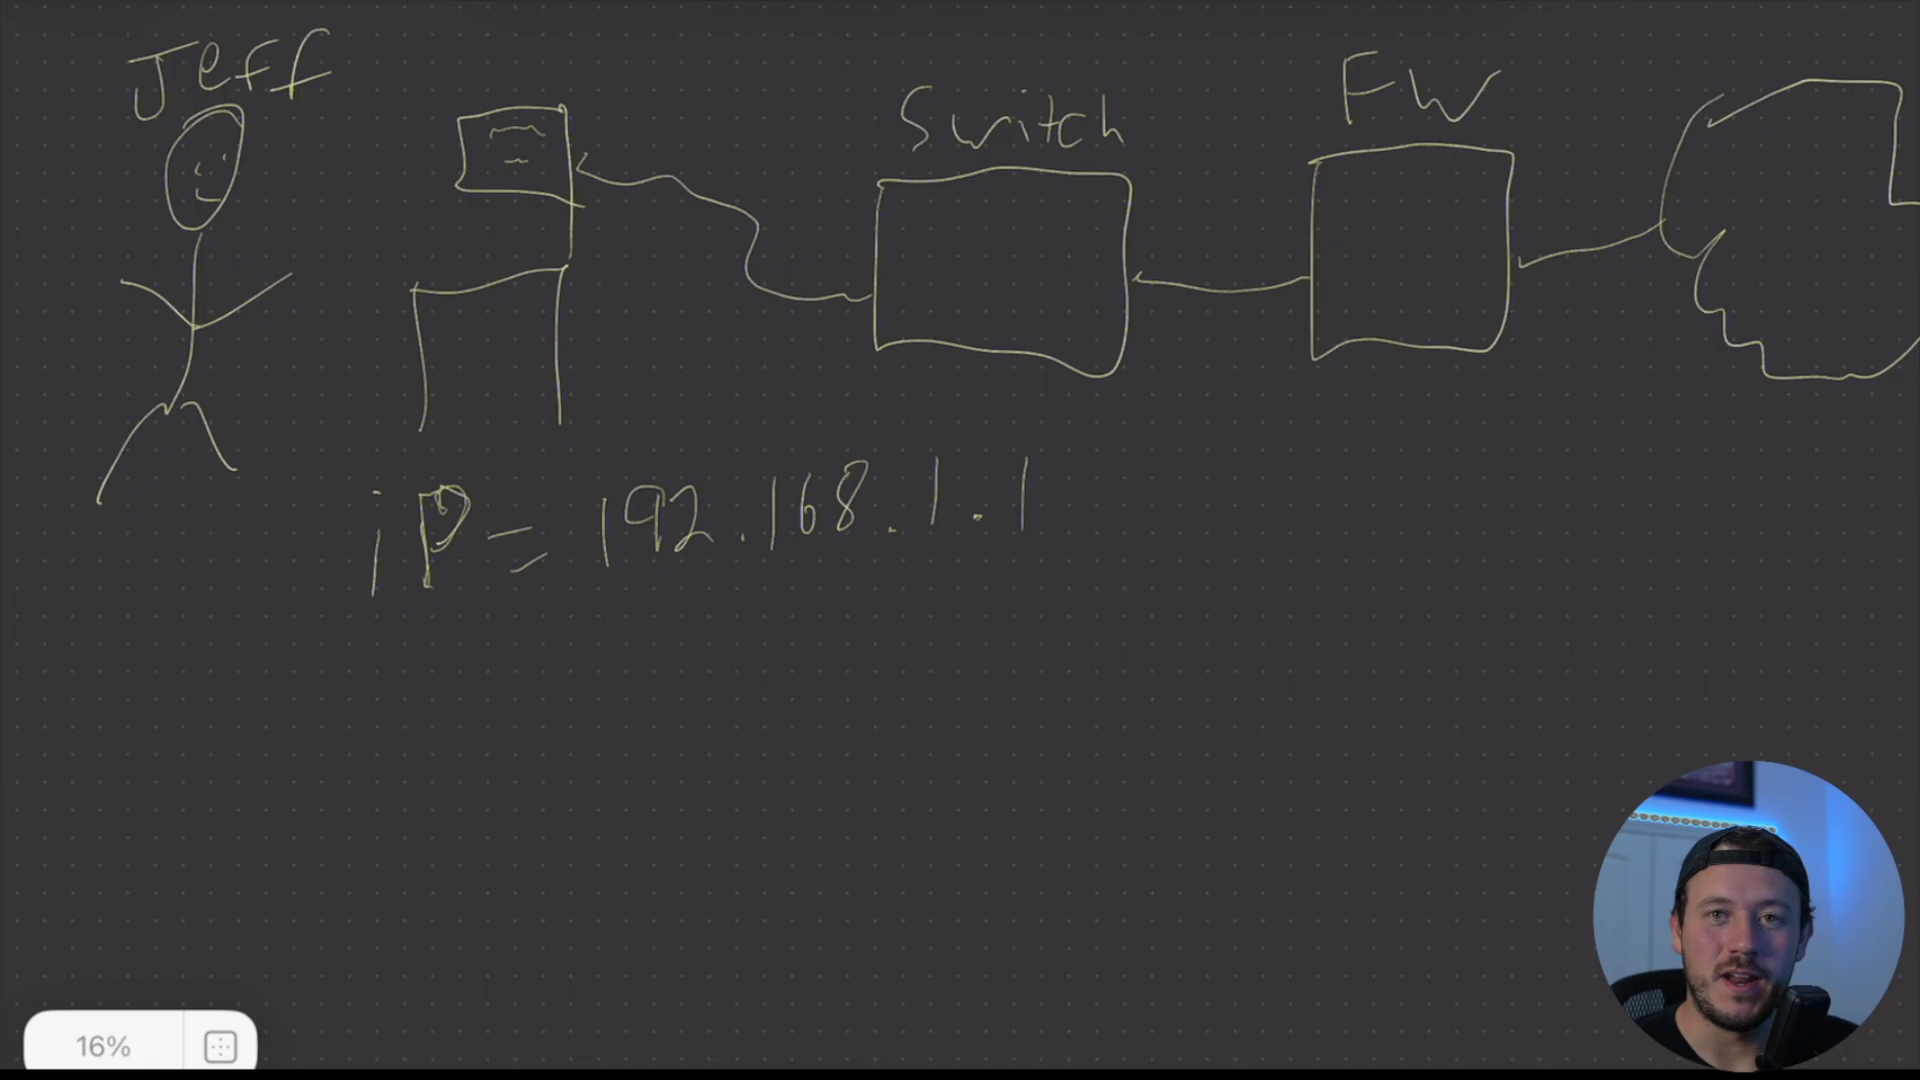 Jeff
Switch
FW
iP = 192.168.1.1
16%